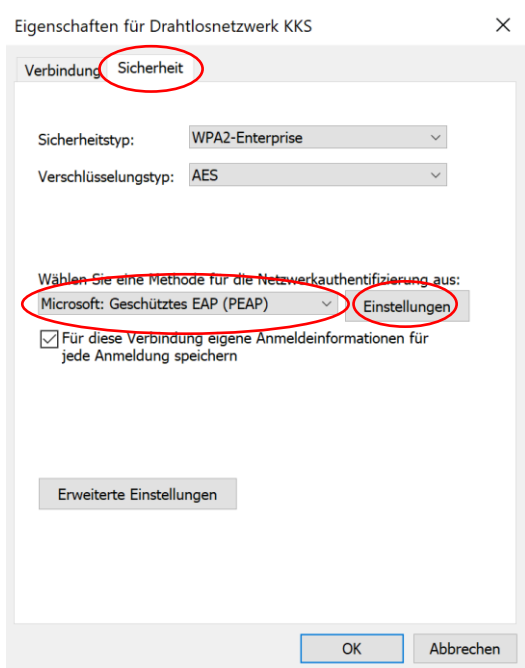 Eigenschaften für Drahtlosnetzwerk KKS
Verbindung Sicherheit
Sicherheitstyp: WPA2-Enterprise
Verschlüsselungstyp: AES
Wählen Sie eine Methode für die Netzwerkauthentifizierung aus:
Microsoft: Geschütztes EAP (PEAP) Einstellungen
Für diese Verbindung eigene Anmeldeinformationen für
jede Anmeldung speichern
Erweiterte Einstellungen
OK Abbrechen